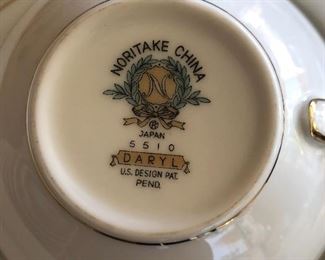 NORITAKE CHINA
N
JAPAN
5510
DARYL
U.S. DESIGN PAT.
PEND.